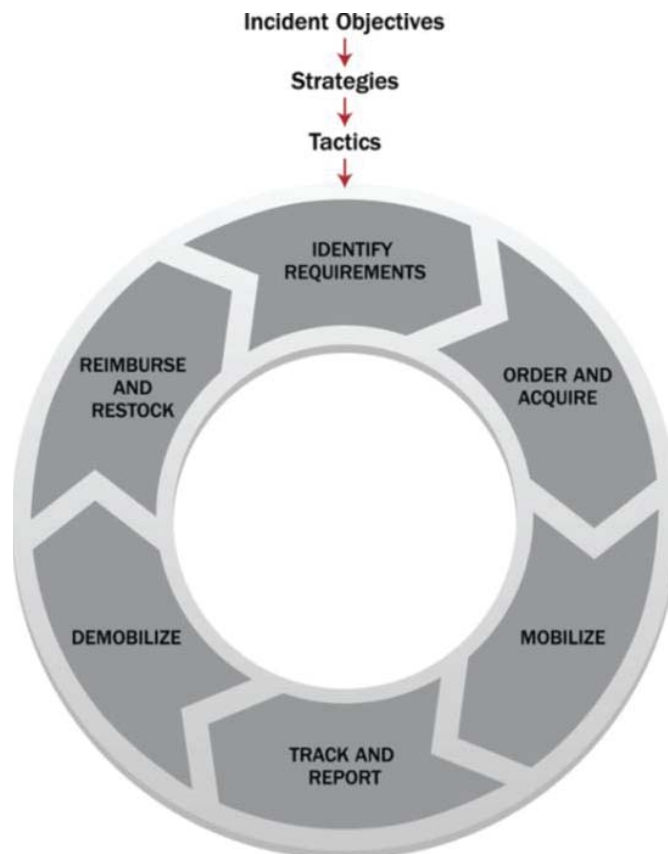 Incident Objectives
Strategies
Tactics
IDENTIFY
REQUIREMENTS
ORDER AND
ACQUIRE
MOBILIZE
TRACK AND
REPORT
DEMOBILIZE
REIMBURSE
AND
RESTOCK